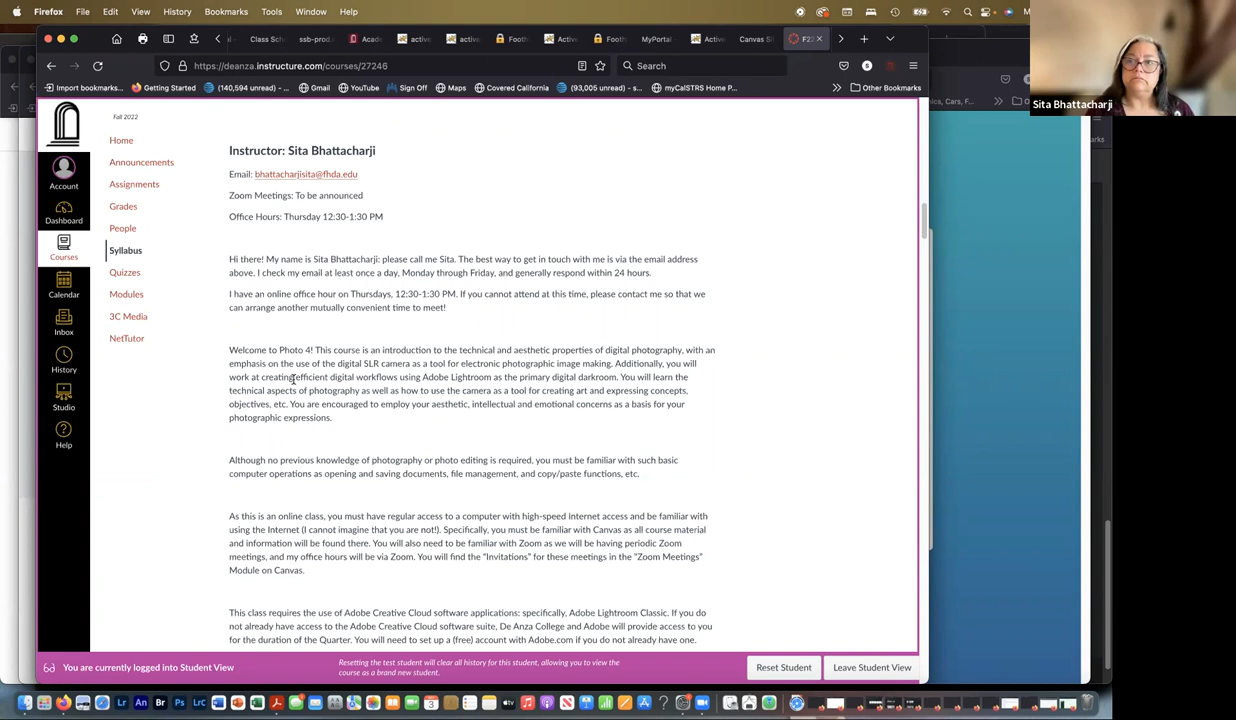 Firefox File Edit View History Bookmarks Tools Window Help
Class Sch ssb-prod. Acade active active Footh Active Footh MyPortal Active Canvas Si F22
https://deanza.instructure.com/courses/27246
Search
Import bookmarks... Getting Started (140,594 unread) - ... Gmail YouTube Sign Off Maps Covered California (93,005 unread) - s... myCalSTRS Home P... Other Bookmarks
Sita Bhattacharji
Account
Dashboard
Courses
Calendar
Inbox
History
Studio
Help
Fall 2022
Home
Announcements
Assignments
Grades
People
Syllabus
Quizzes
Modules
3C Media
NetTutor
Instructor: Sita Bhattacharji
Email: bhattacharjisita@fhda.edu
Zoom Meetings: To be announced
Office Hours: Thursday 12:30-1:30 PM
Hi there! My name is Sita Bhattacharji: please call me Sita. The best way to get in touch with me is via the email address
above. I check my email at least once a day, Monday through Friday, and generally respond within 24 hours.
I have an online office hour on Thursdays, 12:30-1:30 PM. If you cannot attend at this time, please contact me so that we
can arrange another mutually convenient time to meet!
Welcome to Photo 4! This course is an introduction to the technical and aesthetic properties of digital photography, with an
emphasis on the use of the digital SLR camera as a tool for electronic photographic image making. Additionally, you will
work at creating efficient digital workflows using Adobe Lightroom as the primary digital darkroom. You will learn the
technical aspects of photography as well as how to use the camera as a tool for creating art and expressing concepts,
objectives, etc. You are encouraged to employ your aesthetic, intellectual and emotional concerns as a basis for your
photographic expressions.
Although no previous knowledge of photography or photo editing is required, you must be familiar with such basic
computer operations as opening and saving documents, file management, and copy/paste functions, etc.
As this is an online class, you must have regular access to a computer with high-speed Internet access and be familiar with
using the Internet (I cannot imagine that you are not!). Specifically, you must be familiar with Canvas as all course material
and information will be found there. You will also need to be familiar with Zoom as we will be having periodic Zoom
meetings, and my office hours will be via Zoom. You will find the "Invitations" for these meetings in the "Zoom Meetings"
Module on Canvas.
This class requires the use of Adobe Creative Cloud software applications: specifically, Adobe Lightroom Classic. If you do
not already have access to the Adobe Creative Cloud software suite, De Anza College and Adobe will provide access to you
for the duration of the Quarter. You will need to set up a (free) account with Adobe.com if you do not already have one.
You are currently logged into Student View
Resetting the test student will clear all history for this student, allowing you to view the
course as a brand new student.
Reset Student
Leave Student View
Lr An Br Ps LrC